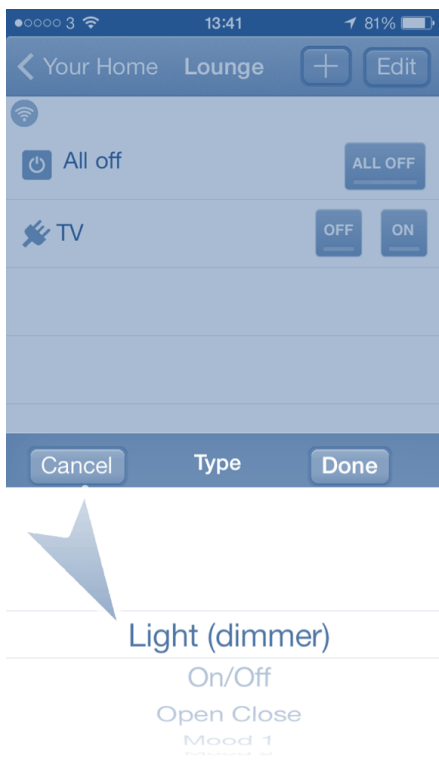 3 13:41 81%
Your Home Lounge + Edit
All off ALL OFF
TV OFF ON
Cancel Type Done
Light (dimmer)
On/Off
Open Close
Mood 1